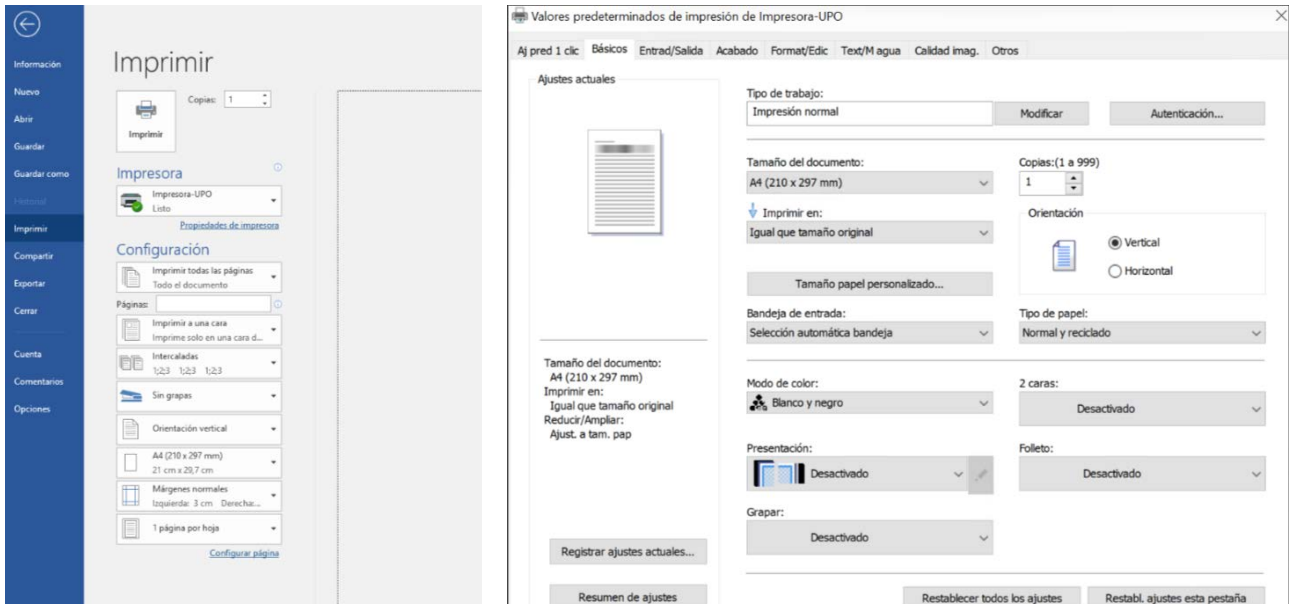 Información
Nuevo
Abrir
Guardar
Guardar como
Historial
Imprimir
Compartir
Exportar
Cerrar
Cuenta
Comentarios
Opciones
Imprimir
Copias: 1
Imprimir
Impresora
Impresora-UPO
Listo
Propiedades de impresora
Configuración
Imprimir todas las páginas
Todo el documento
Páginas:
Imprimir a una cara
Imprime solo en una cara d...
Intercaladas
1;2;3 1;2;3 1;2;3
Sin grapas
Orientación vertical
A4 (210 x 297 mm)
21 cm x 29,7 cm
Márgenes normales
Izquierda: 3 cm Derecha:...
1 página por hoja
Configurar página
Valores predeterminados de impresión de Impresora-UPO
Aj pred 1 clic Básicos Entrad/Salida Acabado Format/Edic Text/M agua Calidad imag. Otros
Ajustes actuales
Tamaño del documento:
A4 (210 x 297 mm)
Imprimir en:
Igual que tamaño original
Reducir/Ampliar:
Ajust. a tam. pap
Registrar ajustes actuales...
Resumen de ajustes
Tipo de trabajo:
Impresión normal Modificar Autenticación...
Tamaño del documento: Copias:(1 a 999)
A4 (210 x 297 mm) 1
Imprimir en: Orientación
Igual que tamaño original Vertical
Horizontal
Tamaño papel personalizado...
Bandeja de entrada: Tipo de papel:
Selección automática bandeja Normal y reciclado
Modo de color: 2 caras:
Blanco y negro Desactivado
Presentación: Folleto:
Desactivado Desactivado
Grapar:
Desactivado
Restablecer todos los ajustes Restabl. ajustes esta pestaña